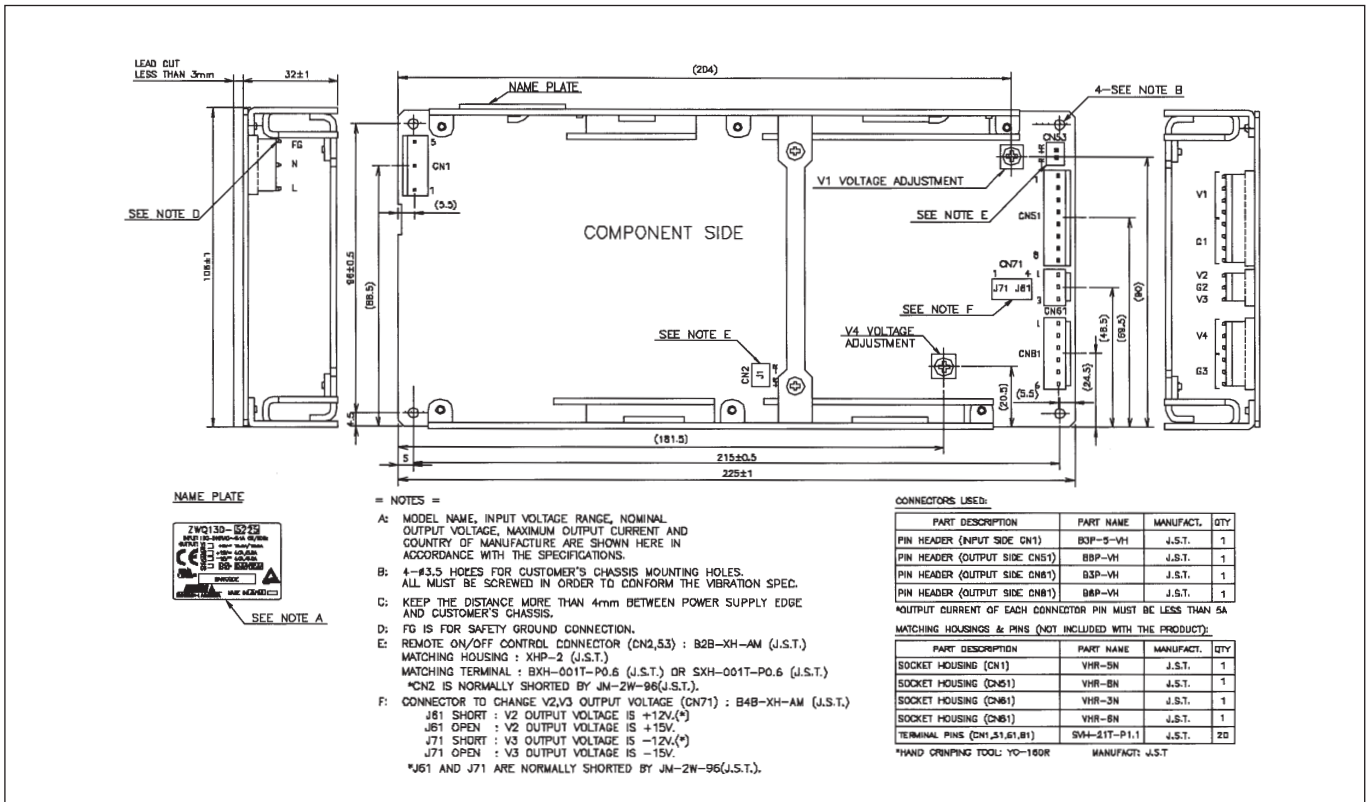 LEAD CUT
LESS THAN 3mm
32±1
(204)
NAME PLATE
4-SEE NOTE B
FG
N
L
SEE NOTE D
106±1
96±0.5
(88.5)
4.5
5
CN1
1
(5.5)
COMPONENT SIDE
V1 VOLTAGE ADJUSTMENT
CN53
+R
-R
SEE NOTE E
1
CN51
8
CN71
1 4
J71 J61
SEE NOTE F
1
3
CN61
1
CN81
6
V4 VOLTAGE
ADJUSTMENT
SEE NOTE E
CN2
J1
-R
+R
(20.5)
(5.5)
(24.5)
(48.5)
(69.5)
(90)
(181.5)
5
215±0.5
225±1
V1
G1
V2
G2
V3
V4
G3
NAME PLATE
ZWQ130-5225
SEE NOTE A
= NOTES =
A: MODEL NAME, INPUT VOLTAGE RANGE, NOMINAL
OUTPUT VOLTAGE, MAXIMUM OUTPUT CURRENT AND
COUNTRY OF MANUFACTURE ARE SHOWN HERE IN
ACCORDANCE WITH THE SPECIFICATIONS.
B: 4-ø3.5 HOLES FOR CUSTOMER'S CHASSIS MOUNTING HOLES.
ALL MUST BE SCREWED IN ORDER TO CONFORM THE VIBRATION SPEC.
C: KEEP THE DISTANCE MORE THAN 4mm BETWEEN POWER SUPPLY EDGE
AND CUSTOMER'S CHASSIS.
D: FG IS FOR SAFETY GROUND CONNECTION.
E: REMOTE ON/OFF CONTROL CONNECTOR (CN2,53) : B2B-XH-AM (J.S.T.)
MATCHING HOUSING : XHP-2 (J.S.T.)
MATCHING TERMINAL : BXH-001T-P0.6 (J.S.T.) OR SXH-001T-P0.6 (J.S.T.)
*CN2 IS NORMALLY SHORTED BY JM-2W-96(J.S.T.).
F: CONNECTOR TO CHANGE V2,V3 OUTPUT VOLTAGE (CN71) : B4B-XH-AM (J.S.T.)
J61 SHORT : V2 OUTPUT VOLTAGE IS +12V.(*)
J61 OPEN : V2 OUTPUT VOLTAGE IS +15V.
J71 SHORT : V3 OUTPUT VOLTAGE IS -12V.(*)
J71 OPEN : V3 OUTPUT VOLTAGE IS -15V.
*J61 AND J71 ARE NORMALLY SHORTED BY JM-2W-96(J.S.T.).
CONNECTORS USED:
PART DESCRIPTION PART NAME MANUFACT. QTY
PIN HEADER (INPUT SIDE CN1) B3P-5-VH J.S.T. 1
PIN HEADER (OUTPUT SIDE CN51) B8P-VH J.S.T. 1
PIN HEADER (OUTPUT SIDE CN61) B3P-VH J.S.T. 1
PIN HEADER (OUTPUT SIDE CN81) B6P-VH J.S.T. 1
*OUTPUT CURRENT OF EACH CONNECTOR PIN MUST BE LESS THAN 5A
MATCHING HOUSINGS & PINS (NOT INCLUDED WITH THE PRODUCT):
PART DESCRIPTION PART NAME MANUFACT. QTY
SOCKET HOUSING (CN1) VHR-5N J.S.T. 1
SOCKET HOUSING (CN51) VHR-8N J.S.T. 1
SOCKET HOUSING (CN61) VHR-3N J.S.T. 1
SOCKET HOUSING (CN81) VHR-6N J.S.T. 1
TERMINAL PINS (CN1,51,61,81) SVH-21T-P1.1 J.S.T. 20
*HAND CRINPING TOOL: YC-160R MANUFACT: J.S.T